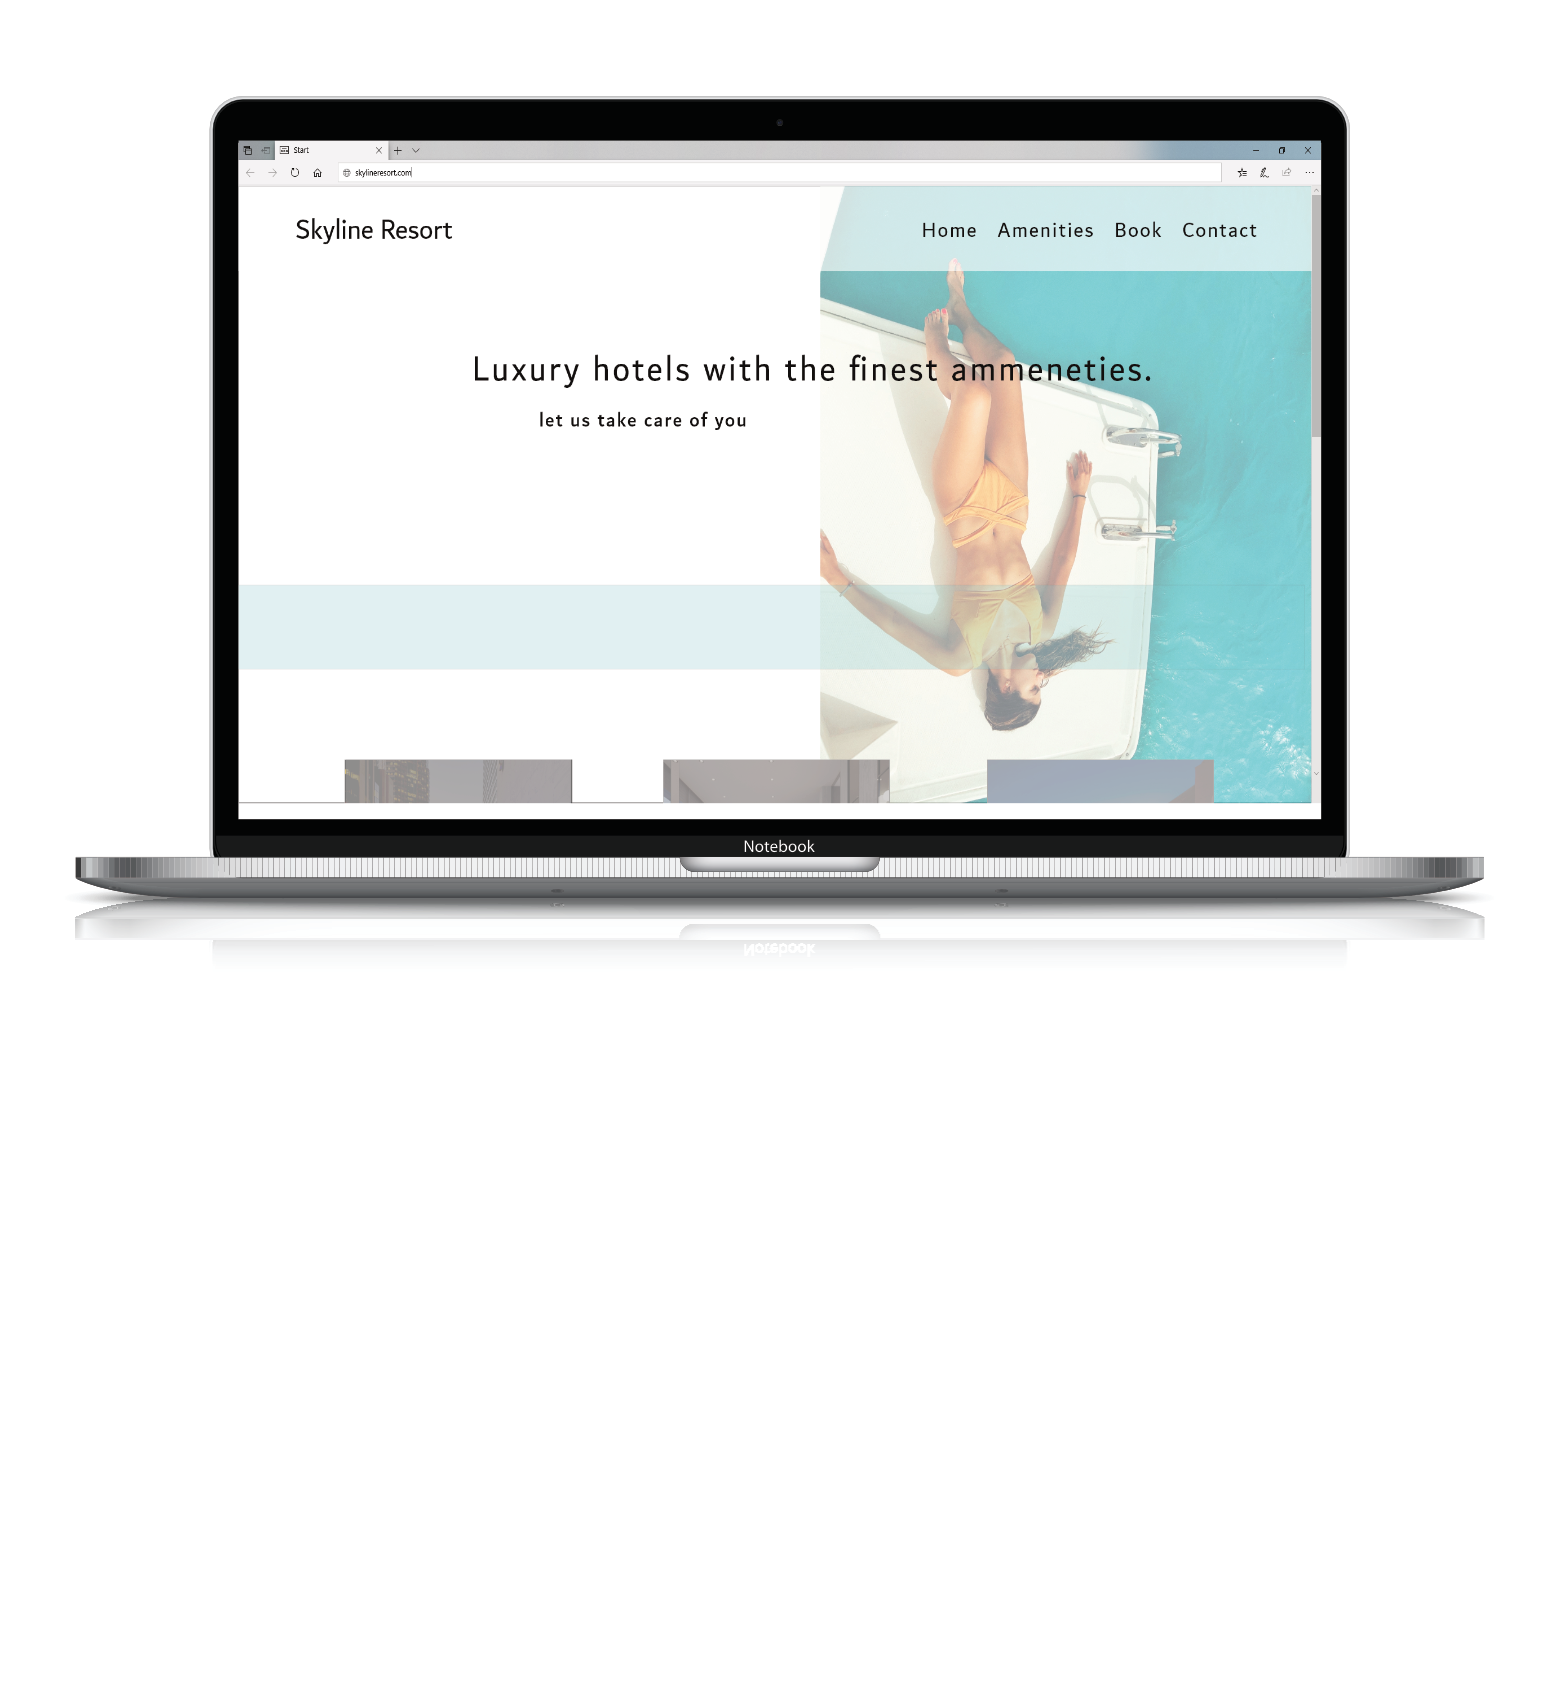 Start
skylineresort.com
Skyline Resort
Home Amenities Book Contact
Luxury hotels with the finest ammeneties.
let us take care of you
Notebook
Notebook